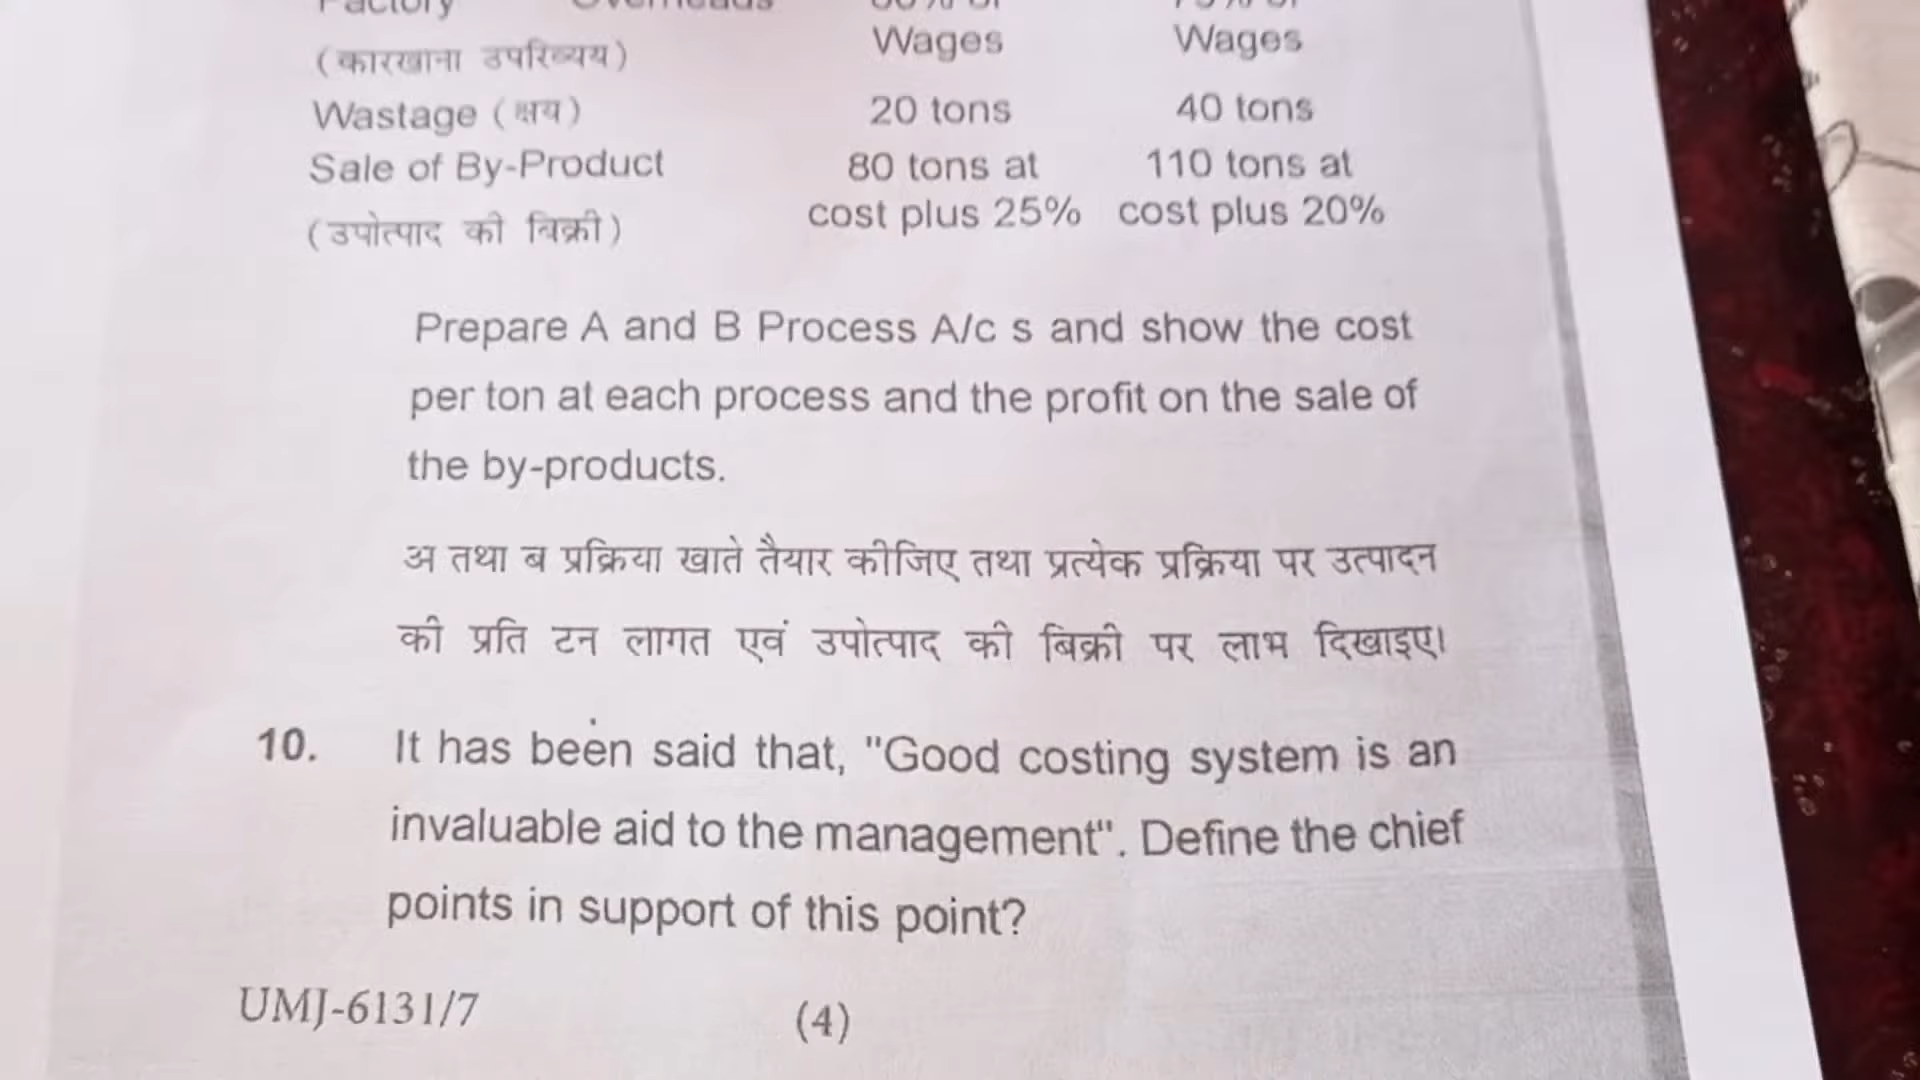 Factory Overheads
Wages Wages
(कारखाना उपरिव्यय)
Wastage (क्षय) 20 tons 40 tons
Sale of By-Product 80 tons at 110 tons at
(उपोत्पाद की बिक्री) cost plus 25% cost plus 20%
Prepare A and B Process A/c s and show the cost
per ton at each process and the profit on the sale of
the by-products.
अ तथा ब प्रक्रिया खाते तैयार कीजिए तथा प्रत्येक प्रक्रिया पर उत्पादन
की प्रति टन लागत एवं उपोत्पाद की बिक्री पर लाभ दिखाइए।
10. It has been said that, "Good costing system is an
invaluable aid to the management". Define the chief
points in support of this point?
UMJ-6131/7 (4)